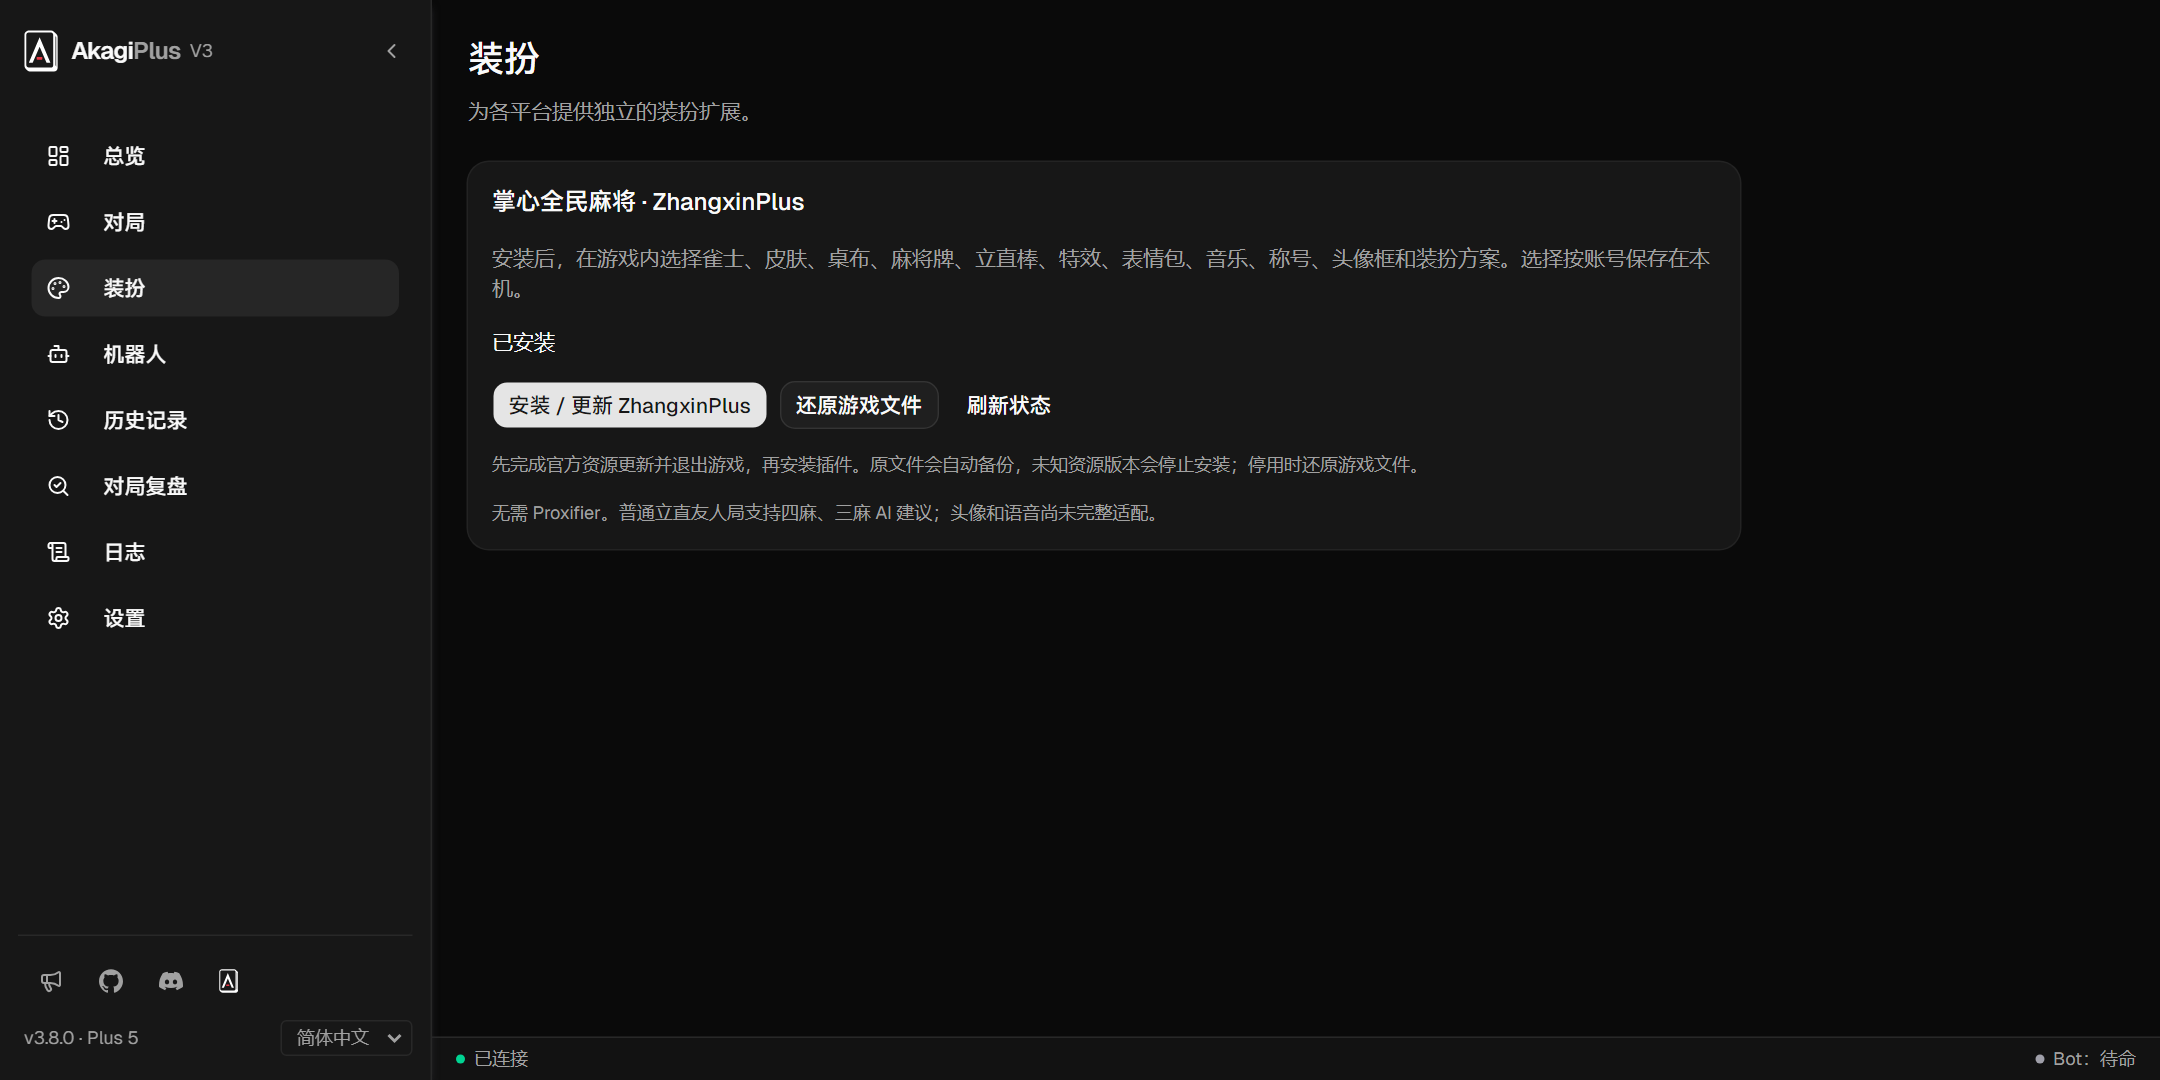 AkagiPlus V3
总览
对局
装扮
机器人
历史记录
对局复盘
日志
设置
v3.8.0 · Plus 5
简体中文
装扮
为各平台提供独立的装扮扩展。
掌心全民麻将 · ZhangxinPlus
安装后，在游戏内选择雀士、皮肤、桌布、麻将牌、立直棒、特效、表情包、音乐、称号、头像框和装扮方案。选择按账号保存在本
机。
已安装
安装 / 更新 ZhangxinPlus
还原游戏文件
刷新状态
先完成官方资源更新并退出游戏，再安装插件。原文件会自动备份，未知资源版本会停止安装；停用时还原游戏文件。
无需 Proxifier。普通立直友人局支持四麻、三麻 AI 建议；头像和语音尚未完整适配。
已连接
Bot：待命